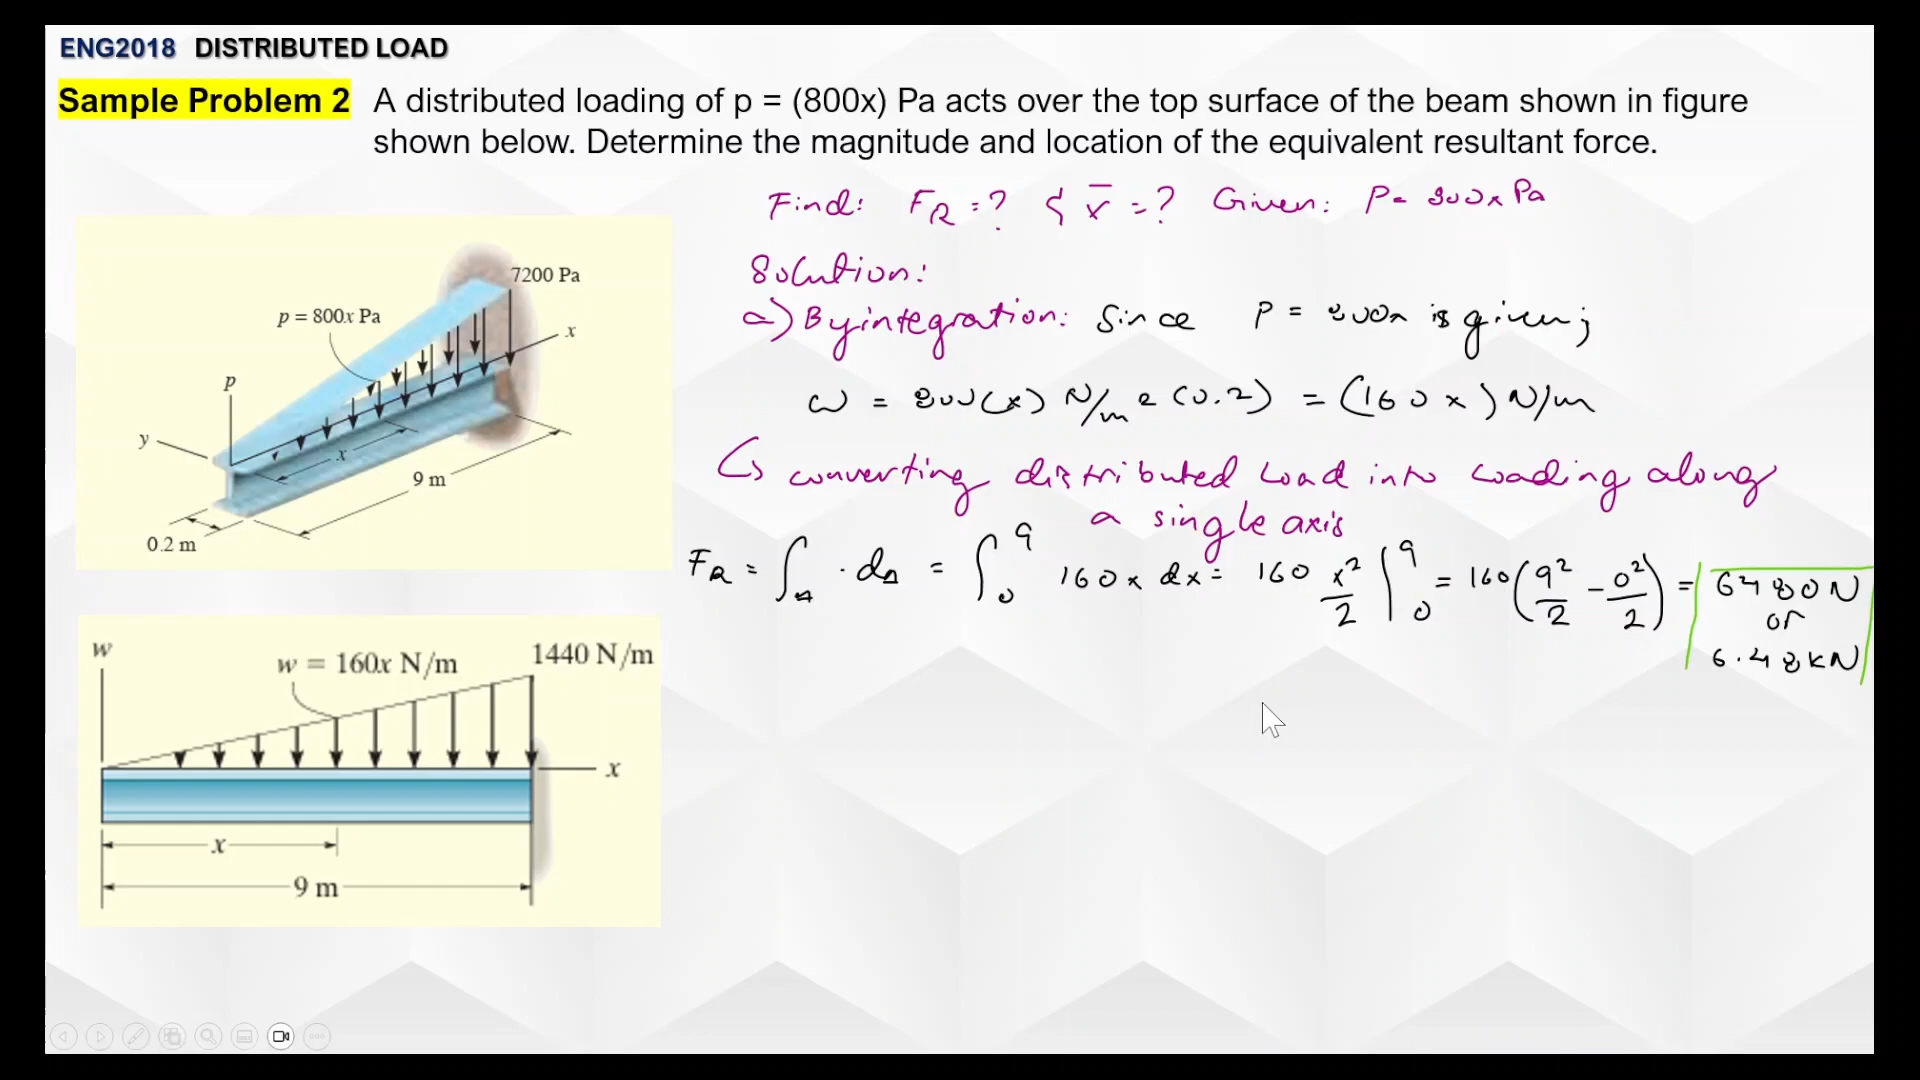 ENG2018 DISTRIBUTED LOAD
Sample Problem 2 A distributed loading of p = (800x) Pa acts over the top surface of the beam shown in figure
shown below. Determine the magnitude and location of the equivalent resultant force.
Find: FR = ? & x̄ = ? Given: P = 800x Pa
Solution:
a) By integration: Since P = 800x is given;
w = 800(x) N/m² (0.2) = (160x) N/m
↳ converting distributed load into loading along
a single axis
FR = ∫A · dA = ∫₀⁹ 160x dx = 160 x²/2 |₀⁹ = 160(9²/2 − 0²/2) = 6480 N
or
6.48 kN
7200 Pa
p = 800x Pa
x
p
y
x
9 m
0.2 m
w
w = 160x N/m
1440 N/m
x
x
9 m